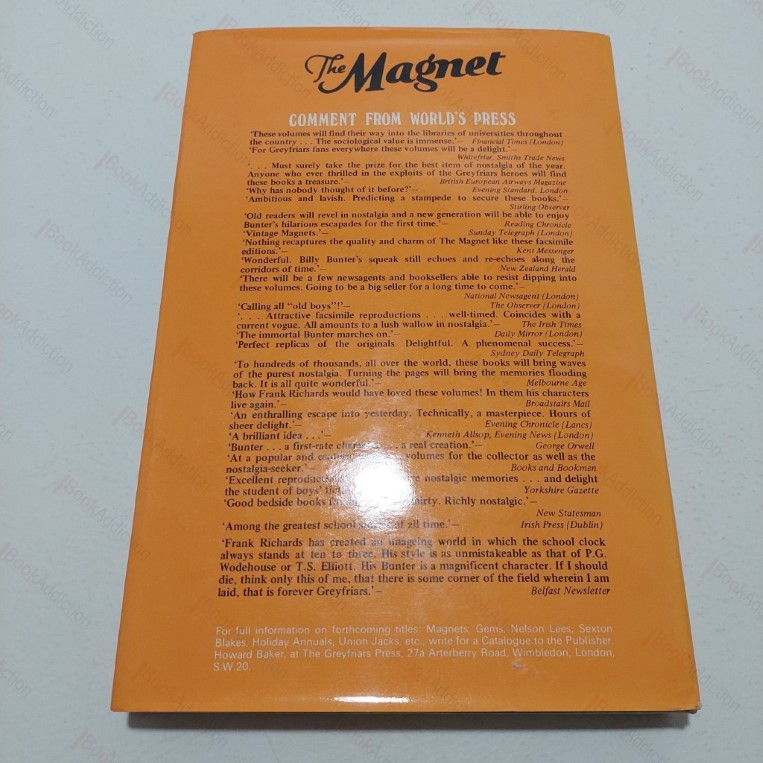 The Magnet
COMMENT FROM WORLD'S PRESS
'These volumes will find their way into the libraries of universities throughout
the country . . . The sociological value is immense.'— Financial Times (London)
'For Greyfriars fans everywhere these volumes will be a delight.'—
Whitefriar, Smiths Trade News
'. . . Must surely take the prize for the best item of nostalgia of the year.
Anyone who ever thrilled in the exploits of the Greyfriars heroes will find
these books a treasure.'— British European Airways Magazine
'Why has nobody thought of it before?'— Evening Standard, London
'Ambitious and lavish. Predicting a stampede to secure these books.'—
Stirling Observer
'Old readers will revel in nostalgia and a new generation will be able to enjoy
Bunter's hilarious escapades for the first time.'— Reading Chronicle
'Vintage Magnets.'— Sunday Telegraph (London)
'Nothing recaptures the quality and charm of The Magnet like these facsimile
editions.'— Kent Messenger
'Wonderful. Billy Bunter's squeak still echoes and re-echoes along the
corridors of time.'— New Zealand Herald
'There will be a few newsagents and booksellers able to resist dipping into
these volumes. Going to be a big seller for a long time to come.'—
National Newsagent (London)
'Calling all "old boys"!'— The Observer (London)
'. . . Attractive facsimile reproductions . . . well-timed. Coincides with a
current vogue. All amounts to a lush wallow in nostalgia.'— The Irish Times
'The immortal Bunter marches on.'— Daily Mirror (London)
'Perfect replicas of the originals. Delightful. A phenomenal success.'—
Sydney Daily Telegraph
'To hundreds of thousands, all over the world, these books will bring waves
of the purest nostalgia. Turning the pages will bring the memories flooding
back. It is all quite wonderful.'— Melbourne Age
'How Frank Richards would have loved these volumes! In them his characters
live again.'— Broadstairs Mail
'An enthralling escape into yesterday. Technically, a masterpiece. Hours of
sheer delight.'— Evening Chronicle (Lancs)
'A brilliant idea . . .'— Kenneth Allsop, Evening News (London)
'Bunter . . . a first-rate . . . a real creation.'— George Orwell
'At a popular and volumes for the collector as well as the
nostalgia-seeker.'— Books and Bookmen
'Excellent nostalgic memories . . . and delight
the student of boys' Yorkshire Gazette
'Good bedside books Richly nostalgic.'—
New Statesman
'Among the greatest school of all time.'— Irish Press (Dublin)
'Frank Richards has created an unageing world in which the school clock
always stands at ten to three. His style is as unmistakeable as that of P.G.
Wodehouse or T.S. Elliott. His Bunter is a magnificent character. If I should
die, think only this of me, that there is some corner of the field wherein I am
laid, that is forever Greyfriars.'— Belfast Newsletter
For full information on forthcoming titles: Magnets, Gems, Nelson Lees, Sexton
Blakes, Holiday Annuals, Union Jacks, etc., write for a Catalogue to the Publisher,
Howard Baker, at The Greyfriars Press, 27a Arterberry Road, Wimbledon, London,
S.W.20.
BookAddiction